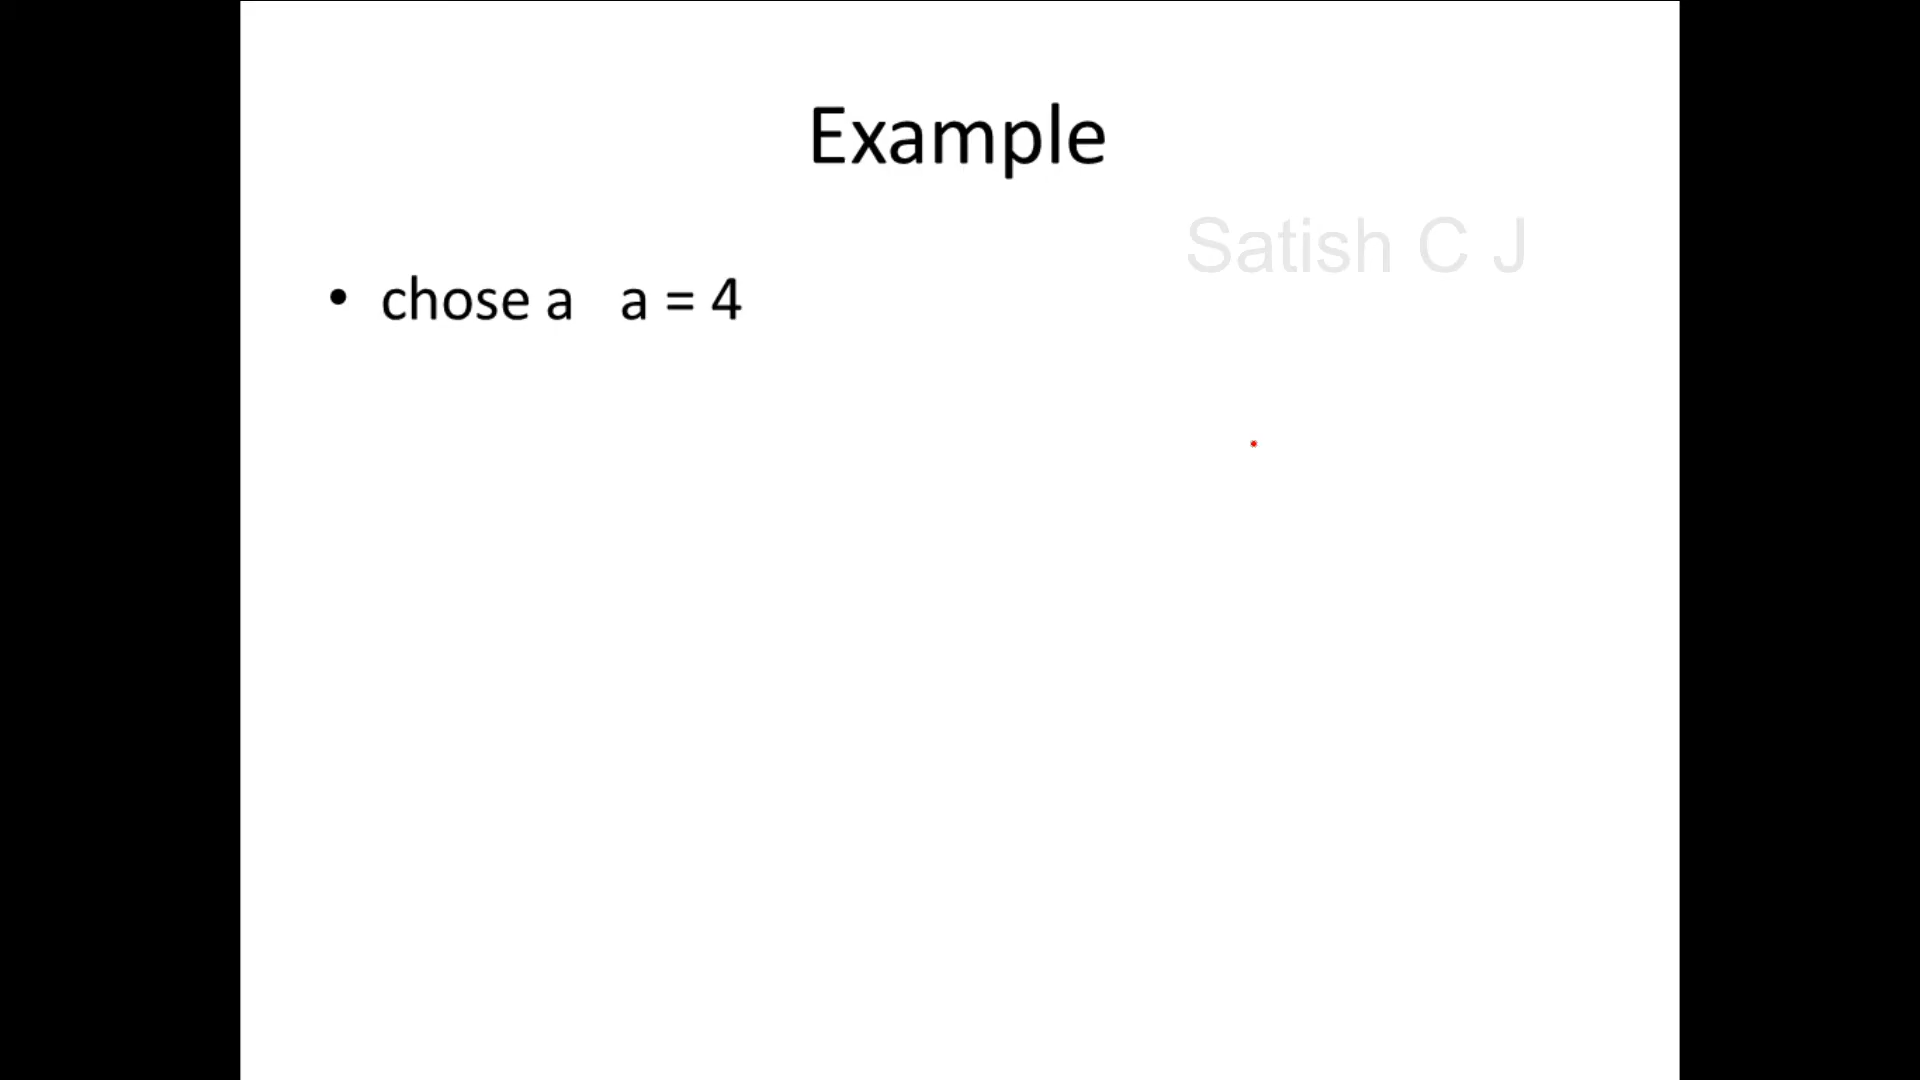 Example
Satish C J
• chose a a = 4